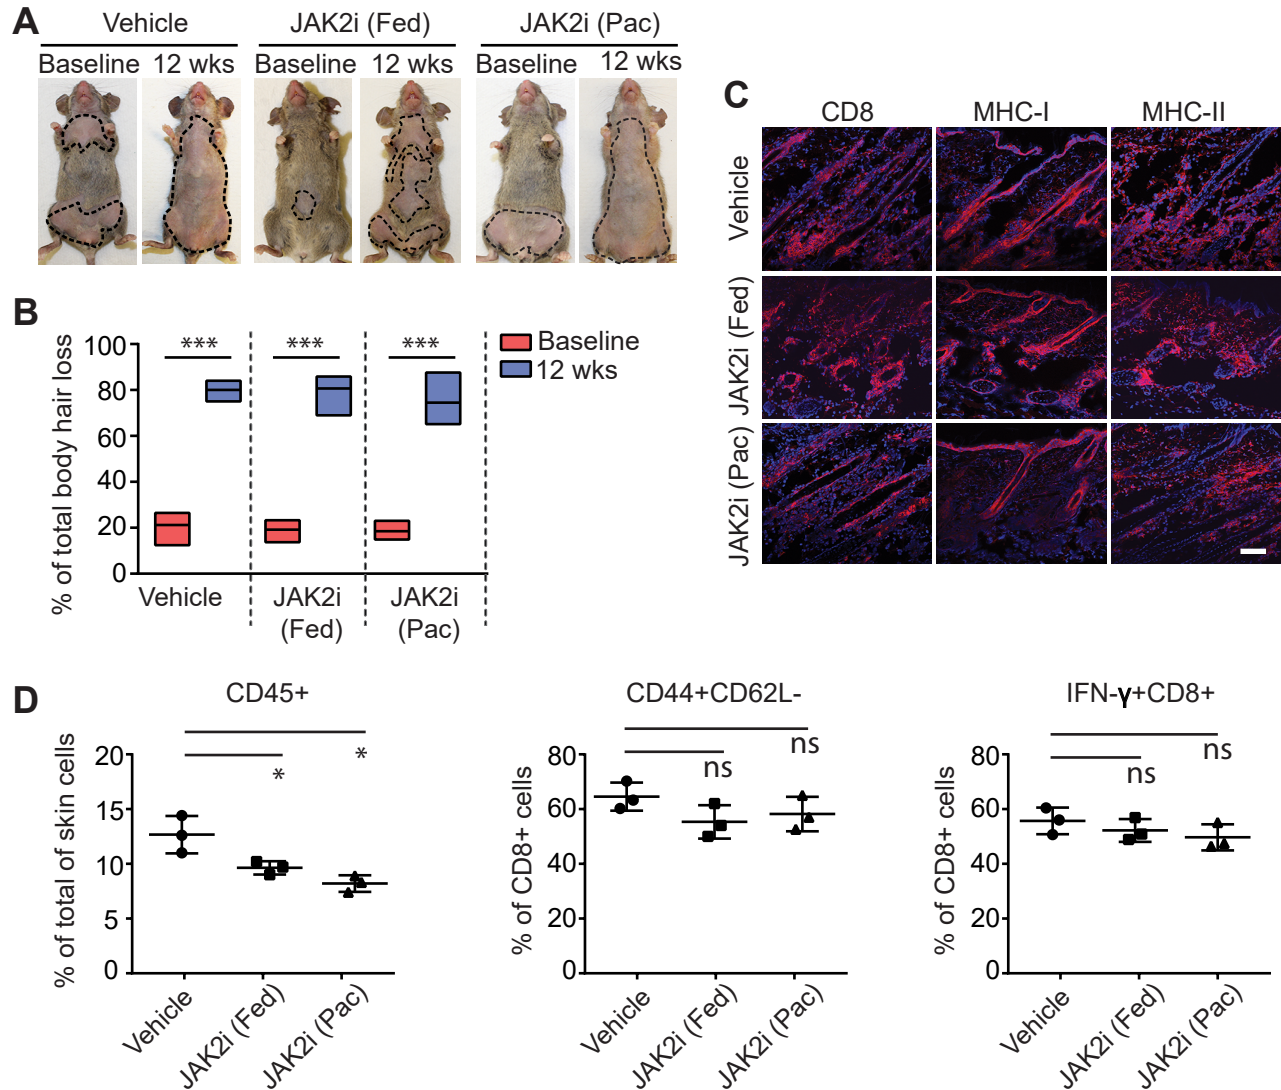 A
Vehicle
JAK2i (Fed)
JAK2i (Pac)
Baseline 12 wks
Baseline 12 wks
Baseline 12 wks
C
CD8
MHC-I
MHC-II
Vehicle
JAK2i (Fed)
JAK2i (Pac)
B
% of total body hair loss
100
80
60
40
20
0
***
***
***
Baseline
12 wks
Vehicle
JAK2i
(Fed)
JAK2i
(Pac)
D
CD45+
% of total of skin cells
20
15
10
5
0
*
*
Vehicle
JAK2i (Fed)
JAK2i (Pac)
CD44+CD62L-
% of CD8+ cells
80
60
40
20
0
ns
ns
Vehicle
JAK2i (Fed)
JAK2i (Pac)
IFN-γ+CD8+
% of CD8+ cells
80
60
40
20
0
ns
ns
Vehicle
JAK2i (Fed)
JAK2i (Pac)